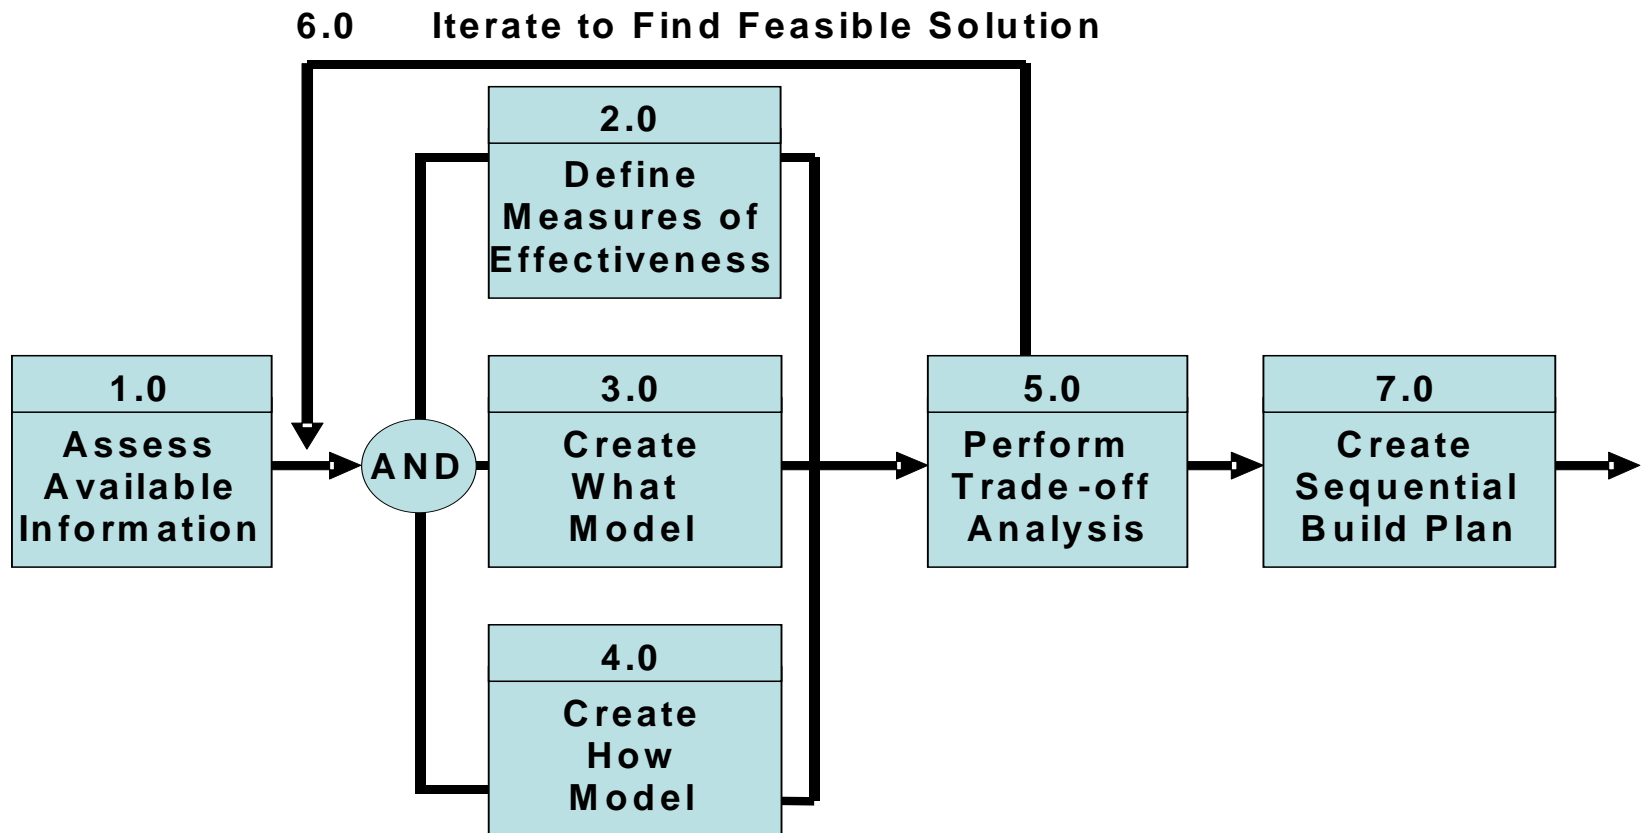 6.0 Iterate to Find Feasible Solution
2.0
Define
Measures of
Effectiveness
1.0
Assess
Available
Information
AND
3.0
Create
What
Model
4.0
Create
How
Model
5.0
Perform
Trade-off
Analysis
7.0
Create
Sequential
Build Plan